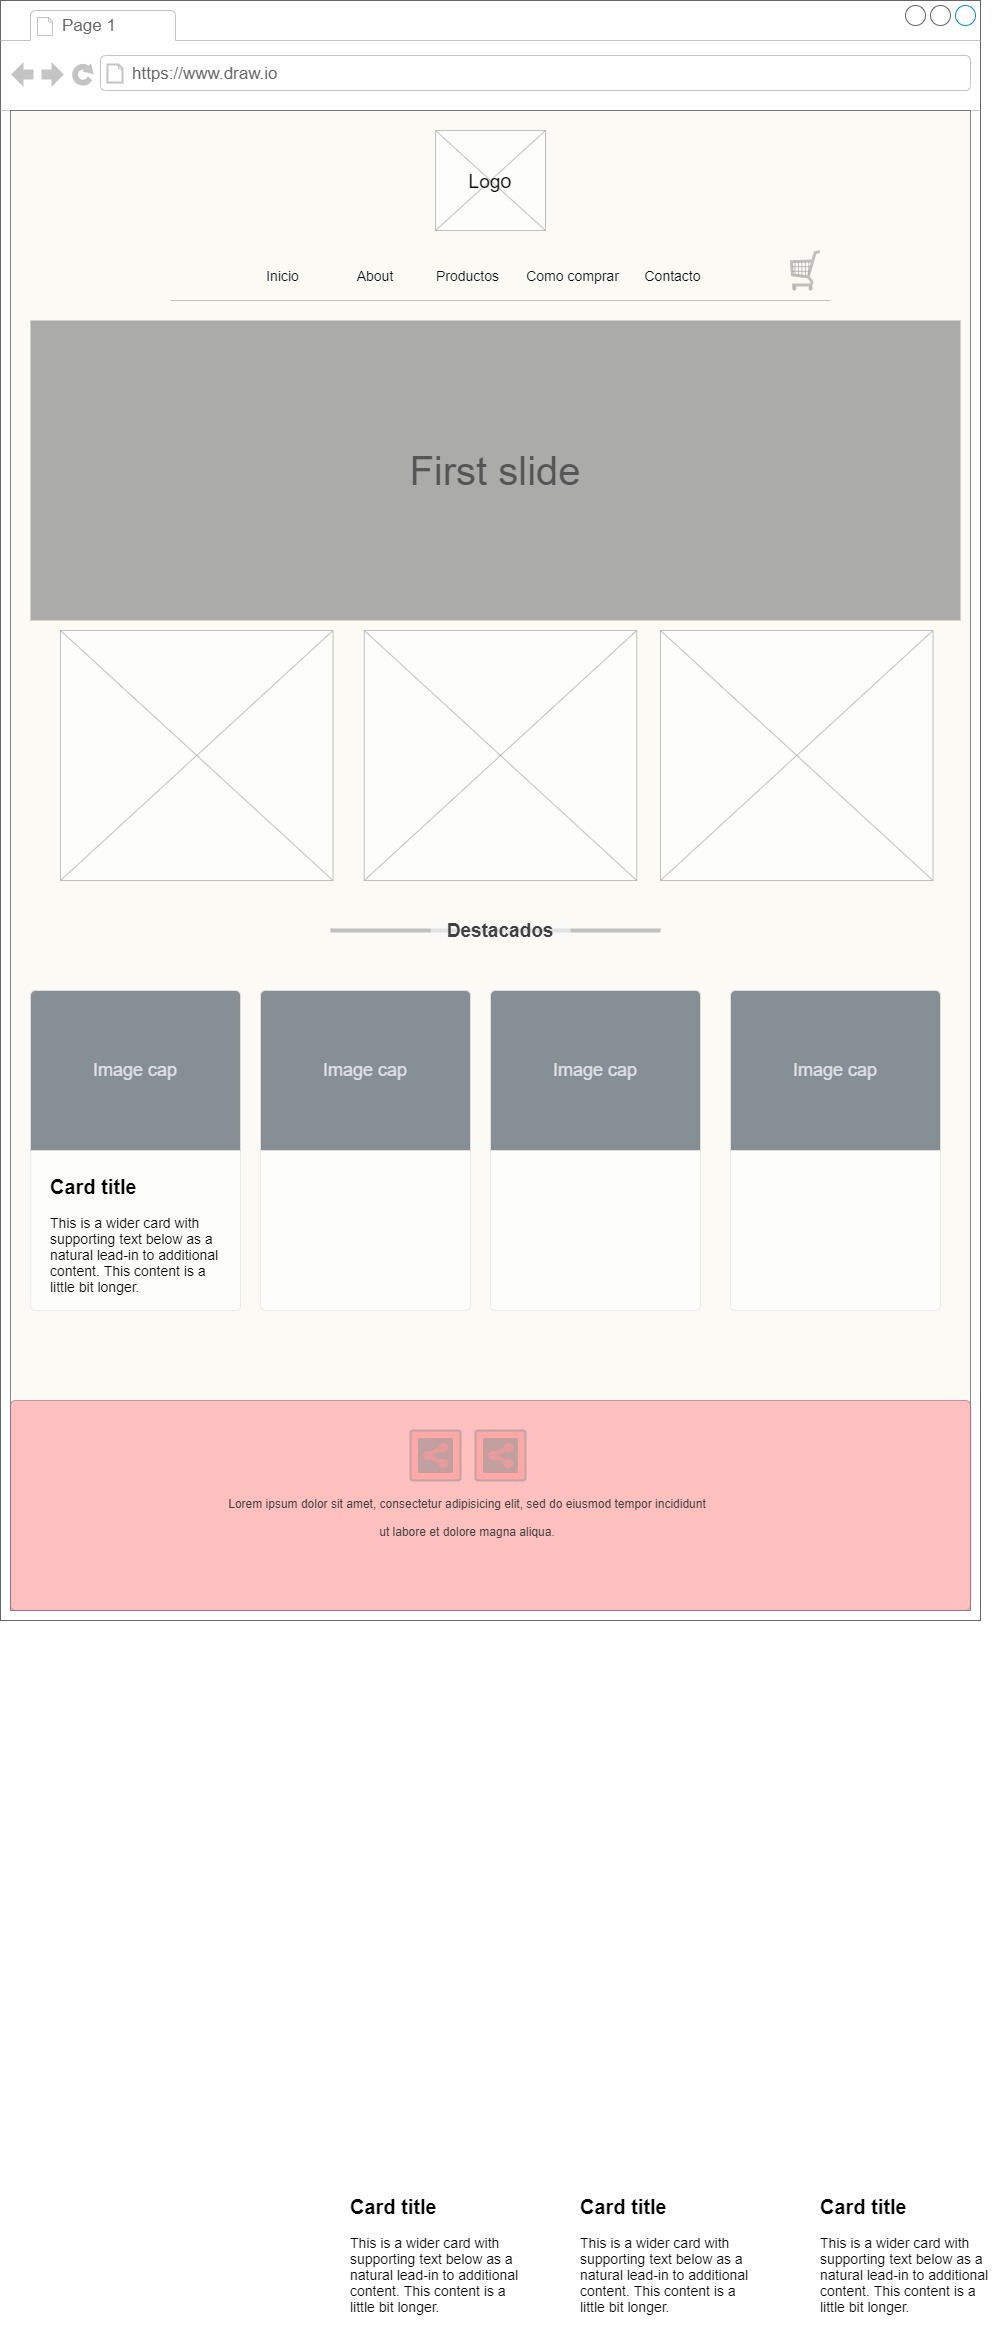 Page 1
https://www.draw.io
Logo
Inicio About Productos Como comprar Contacto
First slide
Destacados
Image cap Image cap Image cap Image cap
Card title
This is a wider card with
supporting text below as a
natural lead-in to additional
content. This content is a
little bit longer.
Lorem ipsum dolor sit amet, consectetur adipisicing elit, sed do eiusmod tempor incididunt
ut labore et dolore magna aliqua.
Card title
This is a wider card with
supporting text below as a
natural lead-in to additional
content. This content is a
little bit longer.
Card title
This is a wider card with
supporting text below as a
natural lead-in to additional
content. This content is a
little bit longer.
Card title
This is a wider card with
supporting text below as a
natural lead-in to additional
content. This content is a
little bit longer.